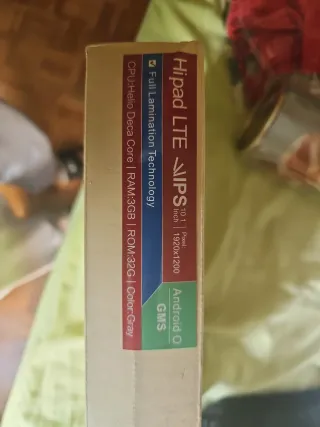 Hipad LTE IPS 10.1 Inch | Pixel: 1920x1200
Android O
GMS
Full Lamination Technology
CPU:Helio Deca Core | RAM:3GB | ROM:32G | Color:Gray